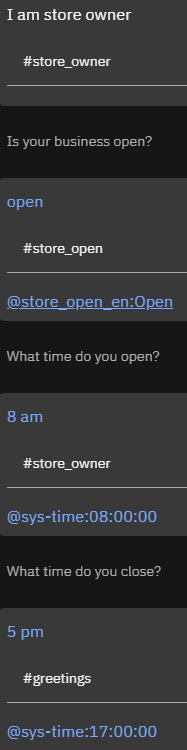 I am store owner
#store_owner
Is your business open?
open
#store_open
@store_open_en:Open
What time do you open?
8 am
#store_owner
@sys-time:08:00:00
What time do you close?
5 pm
#greetings
@sys-time:17:00:00